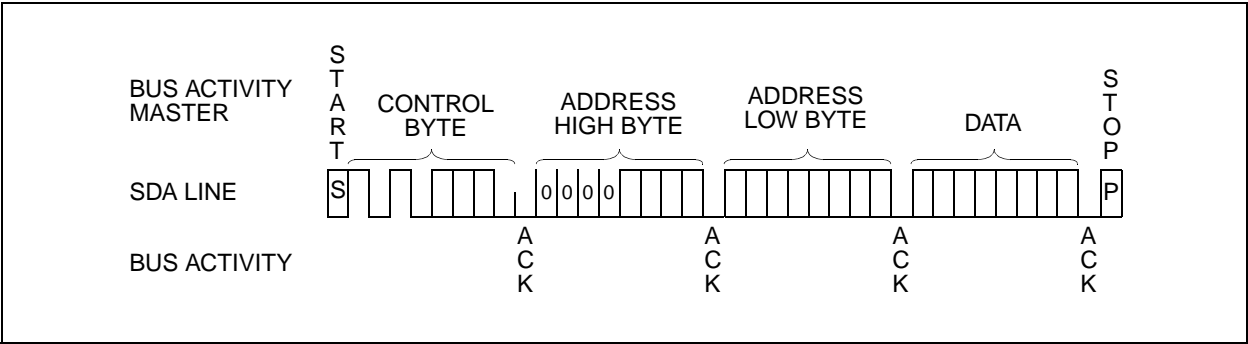 START
BUS ACTIVITY
MASTER
CONTROL
BYTE
ADDRESS
HIGH BYTE
ADDRESS
LOW BYTE
DATA
STOP
SDA LINE
S
0 0 0 0
P
BUS ACTIVITY
ACK
ACK
ACK
ACK